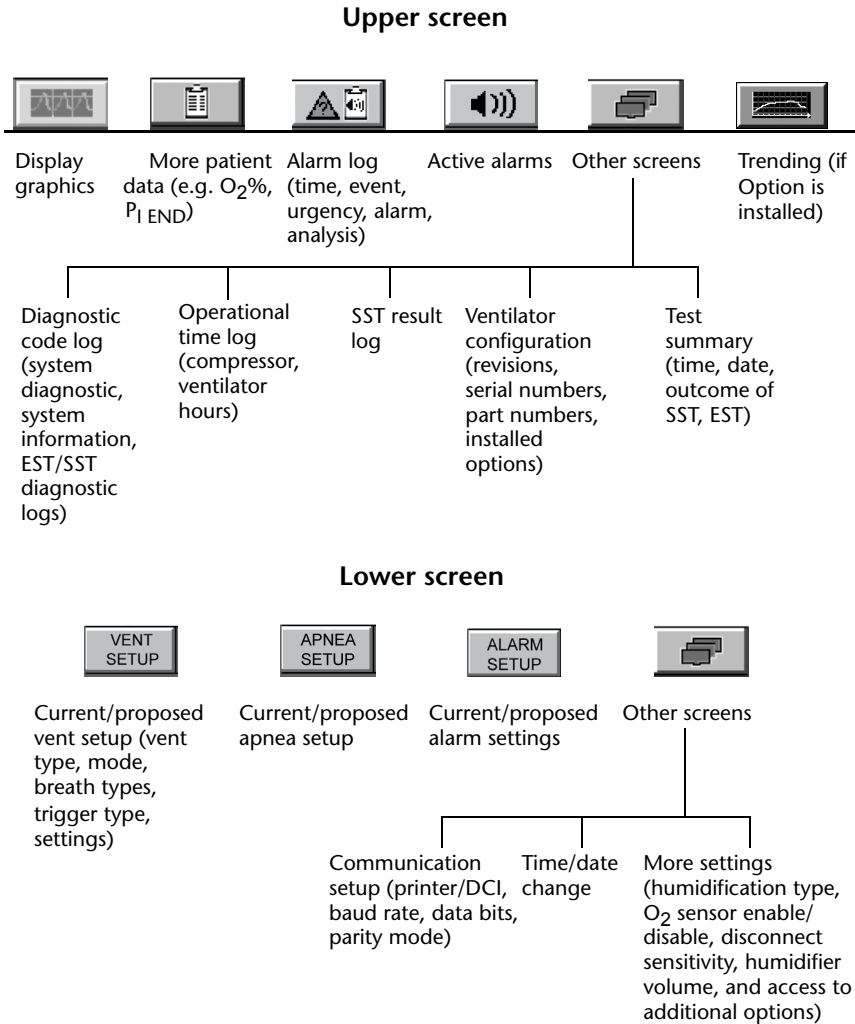 Upper screen
Display
graphics
More patient
data (e.g. O2%,
PI END)
Alarm log
(time, event,
urgency, alarm,
analysis)
Active alarms
Other screens
Trending (if
Option is
installed)
Diagnostic
code log
(system
diagnostic,
system
information,
EST/SST
diagnostic
logs)
Operational
time log
(compressor,
ventilator
hours)
SST result
log
Ventilator
configuration
(revisions,
serial numbers,
part numbers,
installed
options)
Test
summary
(time, date,
outcome of
SST, EST)
Lower screen
VENT
SETUP
APNEA
SETUP
ALARM
SETUP
Current/proposed
vent setup (vent
type, mode,
breath types,
trigger type,
settings)
Current/proposed
apnea setup
Current/proposed
alarm settings
Other screens
Communication
setup (printer/DCI,
baud rate, data bits,
parity mode)
Time/date
change
More settings
(humidification type,
O2 sensor enable/
disable, disconnect
sensitivity, humidifier
volume, and access to
additional options)